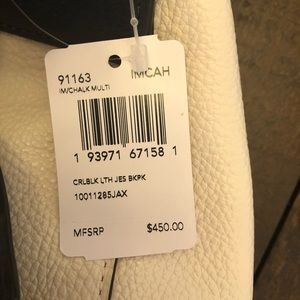 91163 IMCAH
IM/CHALK MULTI
1 93971 67158 1
CRLBLK LTH JES BKPK
10011285JAX
MFSRP $450.00